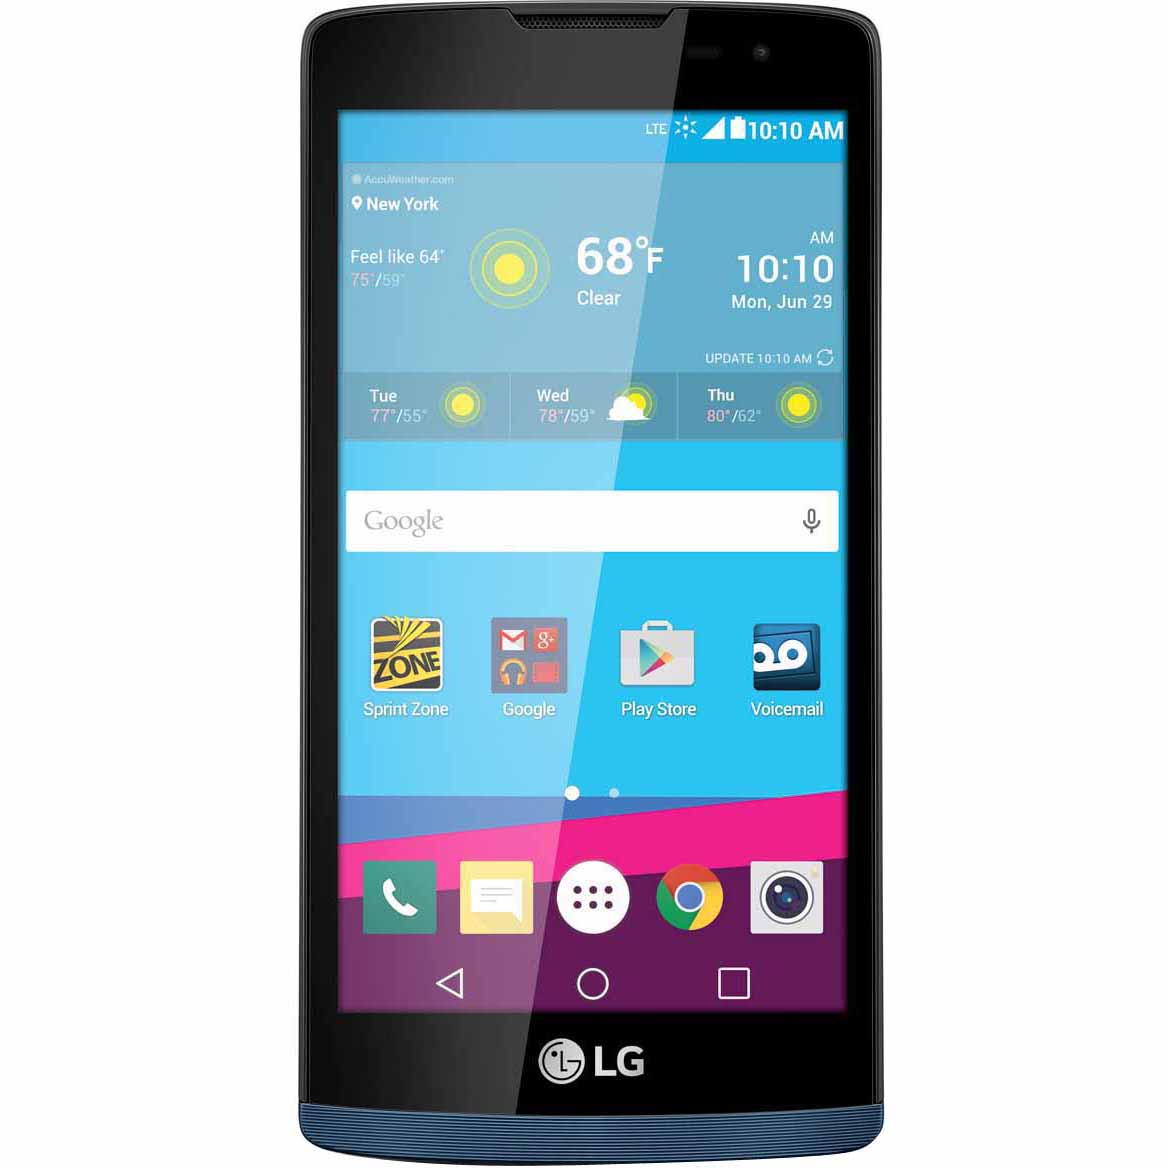 LTE 10:10 AM
AccuWeather.com
New York
Feel like 64°
75°/59°
68°F
Clear
AM
10:10
Mon, Jun 29
UPDATE 10:10 AM
Tue
77°/55°
Wed
78°/59°
Thu
80°/62°
Google
ZONE
g+
Sprint Zone
Google
Play Store
Voicemail
LG